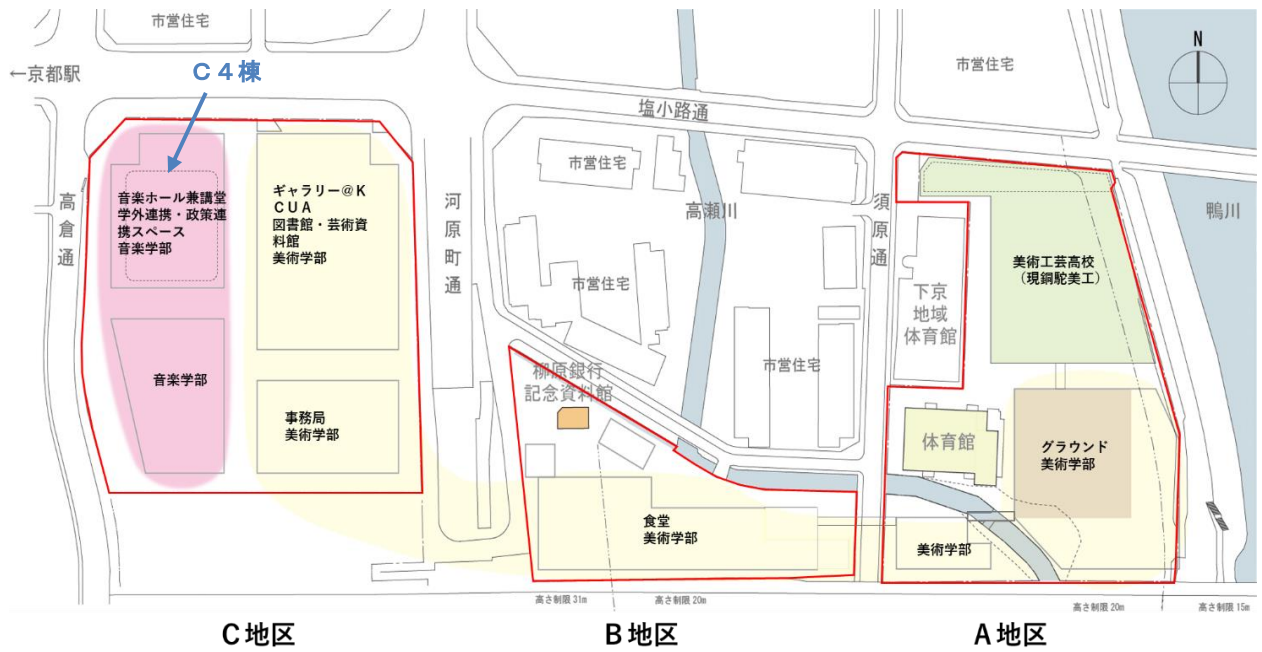 市営住宅
←京都駅
C4棟
市営住宅
N
塩小路通
高倉通
音楽ホール兼講堂
学外連携・政策連
携スペース
音楽学部
ギャラリー@K
CUA
図書館・芸術資
料館
美術学部
河原町通
市営住宅
高瀬川
須原通
鴨川
美術工芸高校
(現銅駝美工)
市営住宅
下京
地域
体育館
音楽学部
柳原銀行
記念資料館
市営住宅
事務局
美術学部
体育館
グラウンド
美術学部
食堂
美術学部
美術学部
高さ制限31m
高さ制限20m
高さ制限20m
高さ制限15m
C地区
B地区
A地区